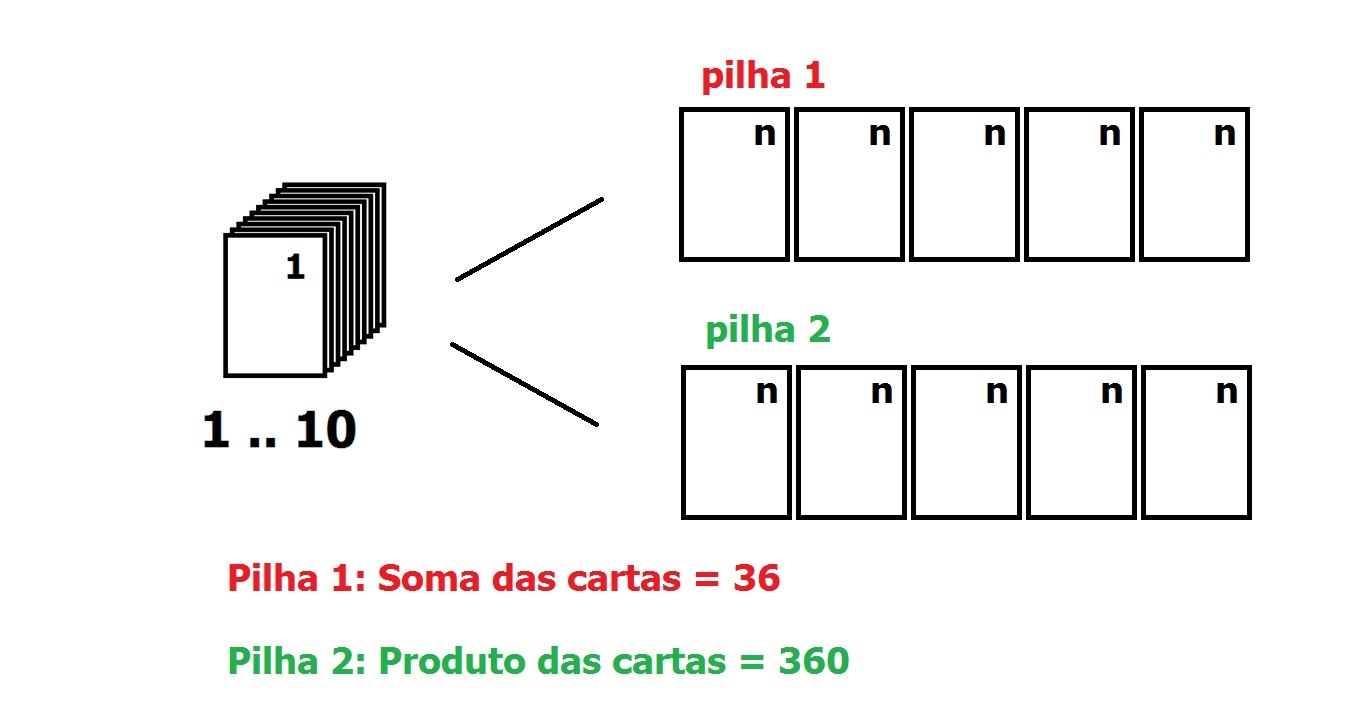 pilha 1
n n n n n
1
pilha 2
n n n n n
1 .. 10
Pilha 1: Soma das cartas = 36
Pilha 2: Produto das cartas = 360